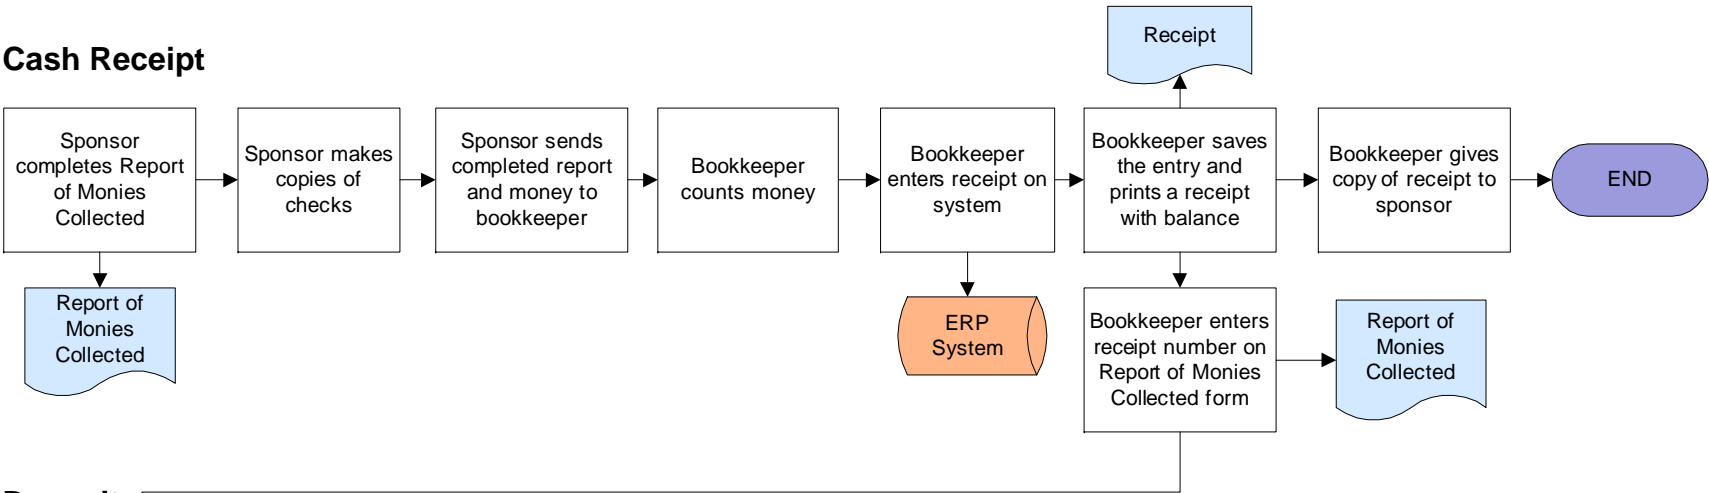 Receipt
Cash Receipt
Sponsor
completes Report
of Monies
Collected
Sponsor makes
copies of
checks
Sponsor sends
completed report
and money to
bookkeeper
Bookkeeper
counts money
Bookkeeper
enters receipt on
system
Bookkeeper saves
the entry and
prints a receipt
with balance
Bookkeeper gives
copy of receipt to
sponsor
END
Report of
Monies
Collected
ERP
System
Bookkeeper enters
receipt number on
Report of Monies
Collected form
Report of
Monies
Collected